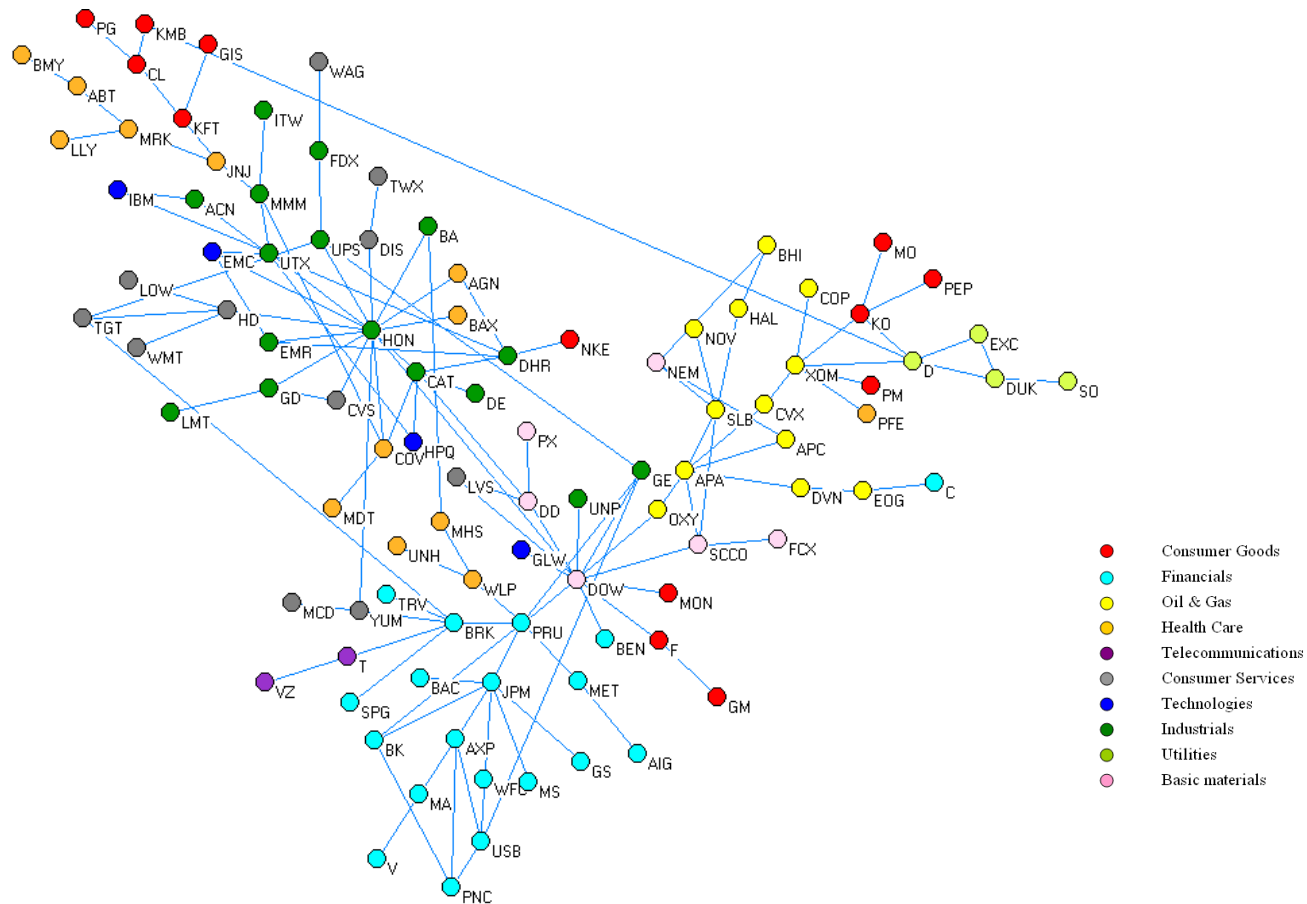 PG
KMB
GIS
BMY
CL
WAG
ABT
KFT
ITW
LLY
MRK
JNJ
FDX
IBM
ACN
MMM
TWX
EMC
UTX
UPS
DIS
BA
BHI
MO
LOW
AGN
COP
PEP
TGT
HD
HON
BAX
HAL
KO
WMT
EMR
DHR
NKE
NOV
EXC
NEM
XOM
D
LMT
GD
CVS
CAT
DE
SLB
CVX
PM
DUK
SO
PFE
COV
HPQ
PX
APC
LVS
GE
APA
DVN
EOG
C
MDT
MHS
DD
UNP
OXY
UNH
GLW
SCCO
FCX
WLP
DOW
MON
MCD
YUM
TRV
BRK
PRU
BEN
F
T
VZ
SPG
BAC
JPM
MET
GM
BK
AXP
GS
AIG
MA
WFC
MS
V
USB
PNC
Consumer Goods
Financials
Oil & Gas
Health Care
Telecommunications
Consumer Services
Technologies
Industrials
Utilities
Basic materials